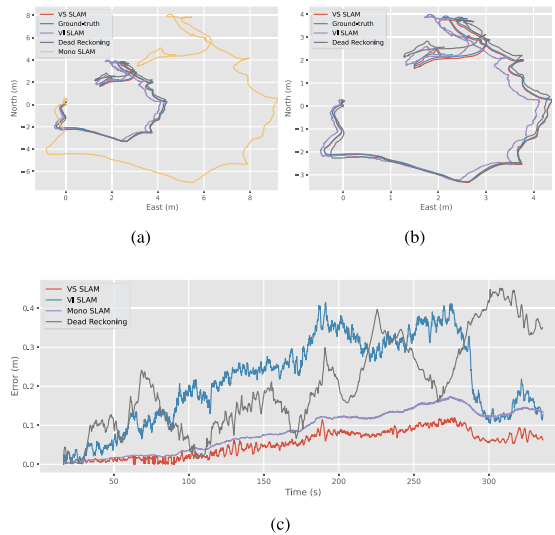 VS SLAM
Ground-truth
VII SLAM
Dead Reckoning
Mono SLAM
8
6
4
2
0
−2
−4
−6
North (m)
0 2 4 6 8
East (m)
(a)
VS SLAM
Ground-truth
VII SLAM
Dead Reckoning
4
3
2
1
0
−1
−2
−3
North (m)
0 1 2 3 4
East (m)
(b)
VS SLAM
VII SLAM
Mono SLAM
Dead Reckoning
0.4
0.3
0.2
0.1
0.0
Error (m)
50 100 150 200 250 300
Time (s)
(c)